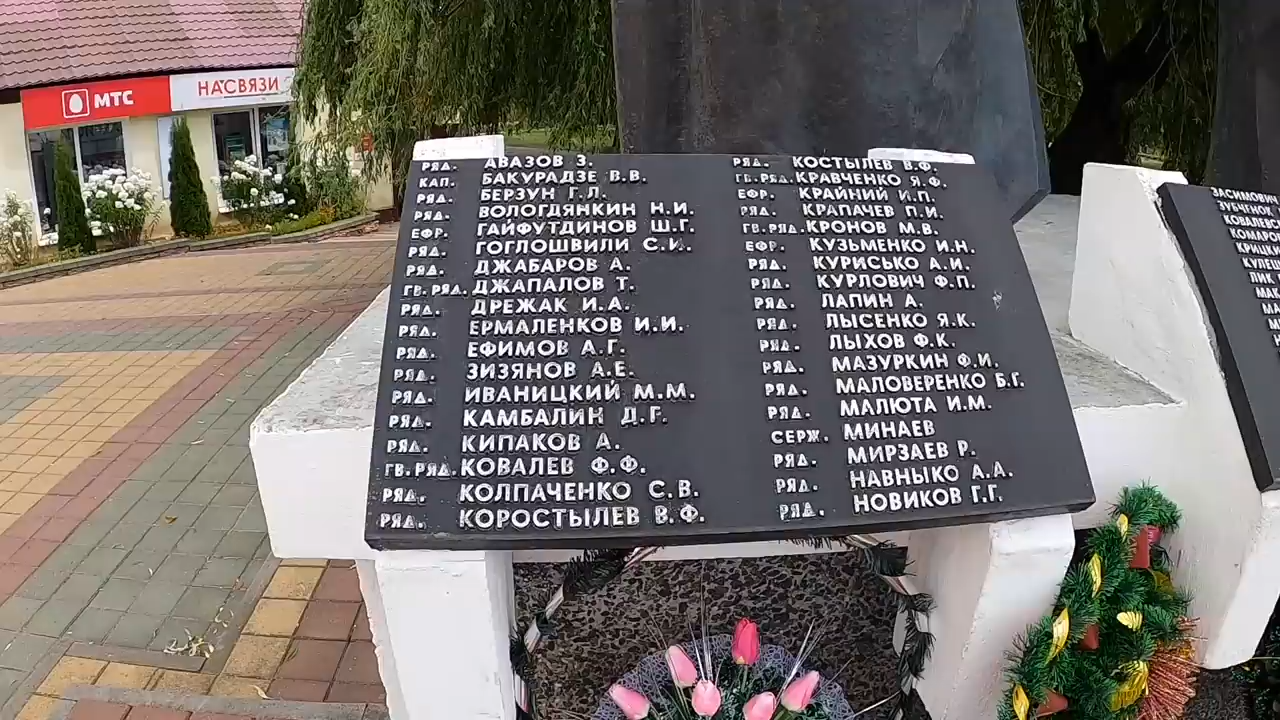 МТС
НАСВЯЗИ
РЯД. АВАЗОВ З.
КАП. БАКУРАДЗЕ В.В.
РЯД. БЕРЗУН Г.Л.
РЯД. ВОЛОГДЯНКИН Н.И.
ЕФР. ГАЙФУТДИНОВ Ш.Г.
РЯД. ГОГЛОШВИЛИ С.И.
РЯД. ДЖАБАРОВ А.
ГВ.РЯД. ДЖАПАЛОВ Т.
РЯД. ДРЕЖАК И.А.
РЯД. ЕРМАЛЕНКОВ И.И.
РЯД. ЕФИМОВ А.Г.
РЯД. ЗИЗЯНОВ А.Е.
РЯД. ИВАНИЦКИЙ М.М.
РЯД. КАМБАЛИН Д.Г.
РЯД. КИПАКОВ А.
ГВ.РЯД. КОВАЛЕВ Ф.Ф.
РЯД. КОЛПАЧЕНКО С.В.
РЯД. КОРОСТЫЛЕВ В.Ф.
РЯД. КОСТЫЛЕВ В.Ф.
ГВ.РЯД. КРАВЧЕНКО Я.Ф.
ЕФР. КРАЙНИЙ И.П.
РЯД. КРАПАЧЕВ П.И.
ГВ.РЯД. КРОНОВ М.В.
ЕФР. КУЗЬМЕНКО И.Н.
РЯД. КУРИСЬКО А.И.
РЯД. КУРЛОВИЧ Ф.П.
РЯД. ЛАПИН А.
РЯД. ЛЫСЕНКО Я.К.
РЯД. ЛЫХОВ Ф.К.
РЯД. МАЗУРКИН Ф.И.
РЯД. МАЛОВЕРЕНКО Б.Г.
РЯД. МАЛЮТА И.М.
СЕРЖ. МИНАЕВ
РЯД. МИРЗАЕВ Р.
РЯД. НАВНЫКО А.А.
РЯД. НОВИКОВ Г.Г.
ЗАСИМОВИЧ